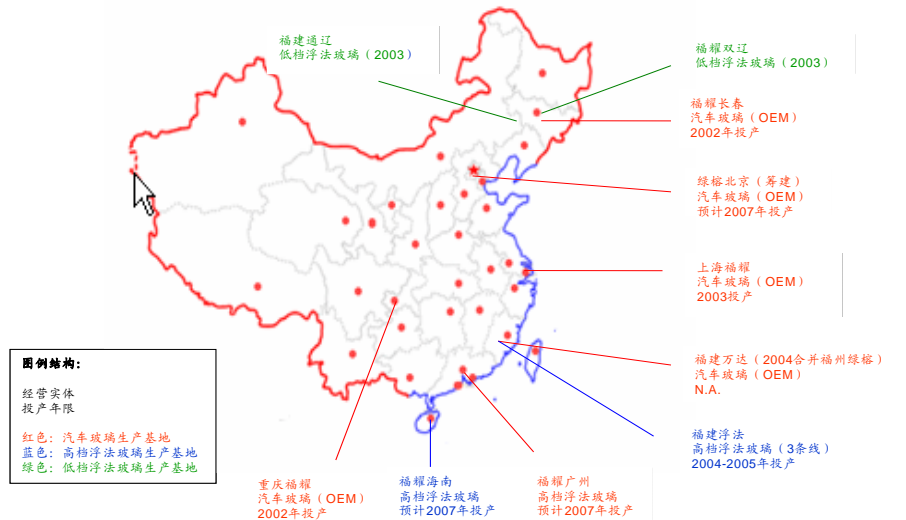 福建通辽
低档浮法玻璃（2003）
福耀双辽
低档浮法玻璃（2003）
福耀长春
汽车玻璃（OEM）
2002年投产
绿榕北京（筹建）
汽车玻璃（OEM）
预计2007年投产
上海福耀
汽车玻璃（OEM）
2003投产
福建万达（2004合并福州绿榕）
汽车玻璃（OEM）
N.A.
福建浮法
高档浮法玻璃（3条线）
2004-2005年投产
图例结构：
经营实体
投产年限
红色：汽车玻璃生产基地
蓝色：高档浮法玻璃生产基地
绿色：低档浮法玻璃生产基地
重庆福耀
汽车玻璃（OEM）
2002年投产
福耀海南
高档浮法玻璃
预计2007年投产
福耀广州
高档浮法玻璃
预计2007年投产